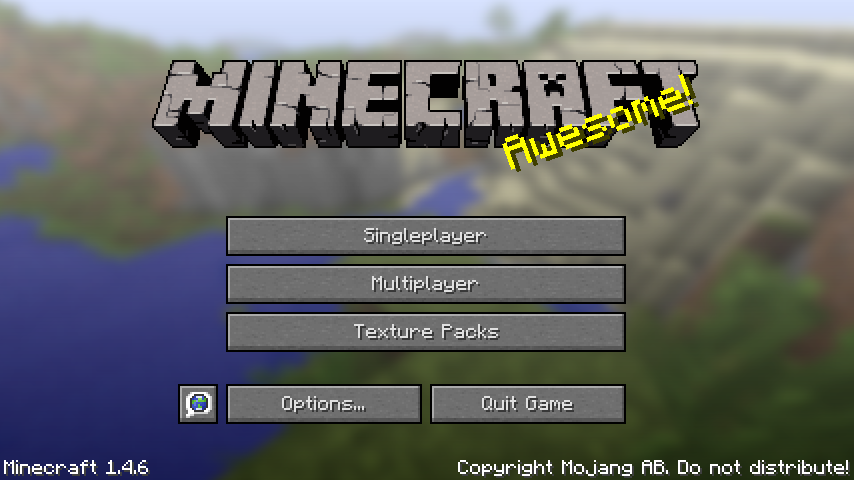 MINECRAFT
Awesome!
Singleplayer
Multiplayer
Texture Packs
Options...
Quit Game
Minecraft 1.4.6
Copyright Mojang AB. Do not distribute!